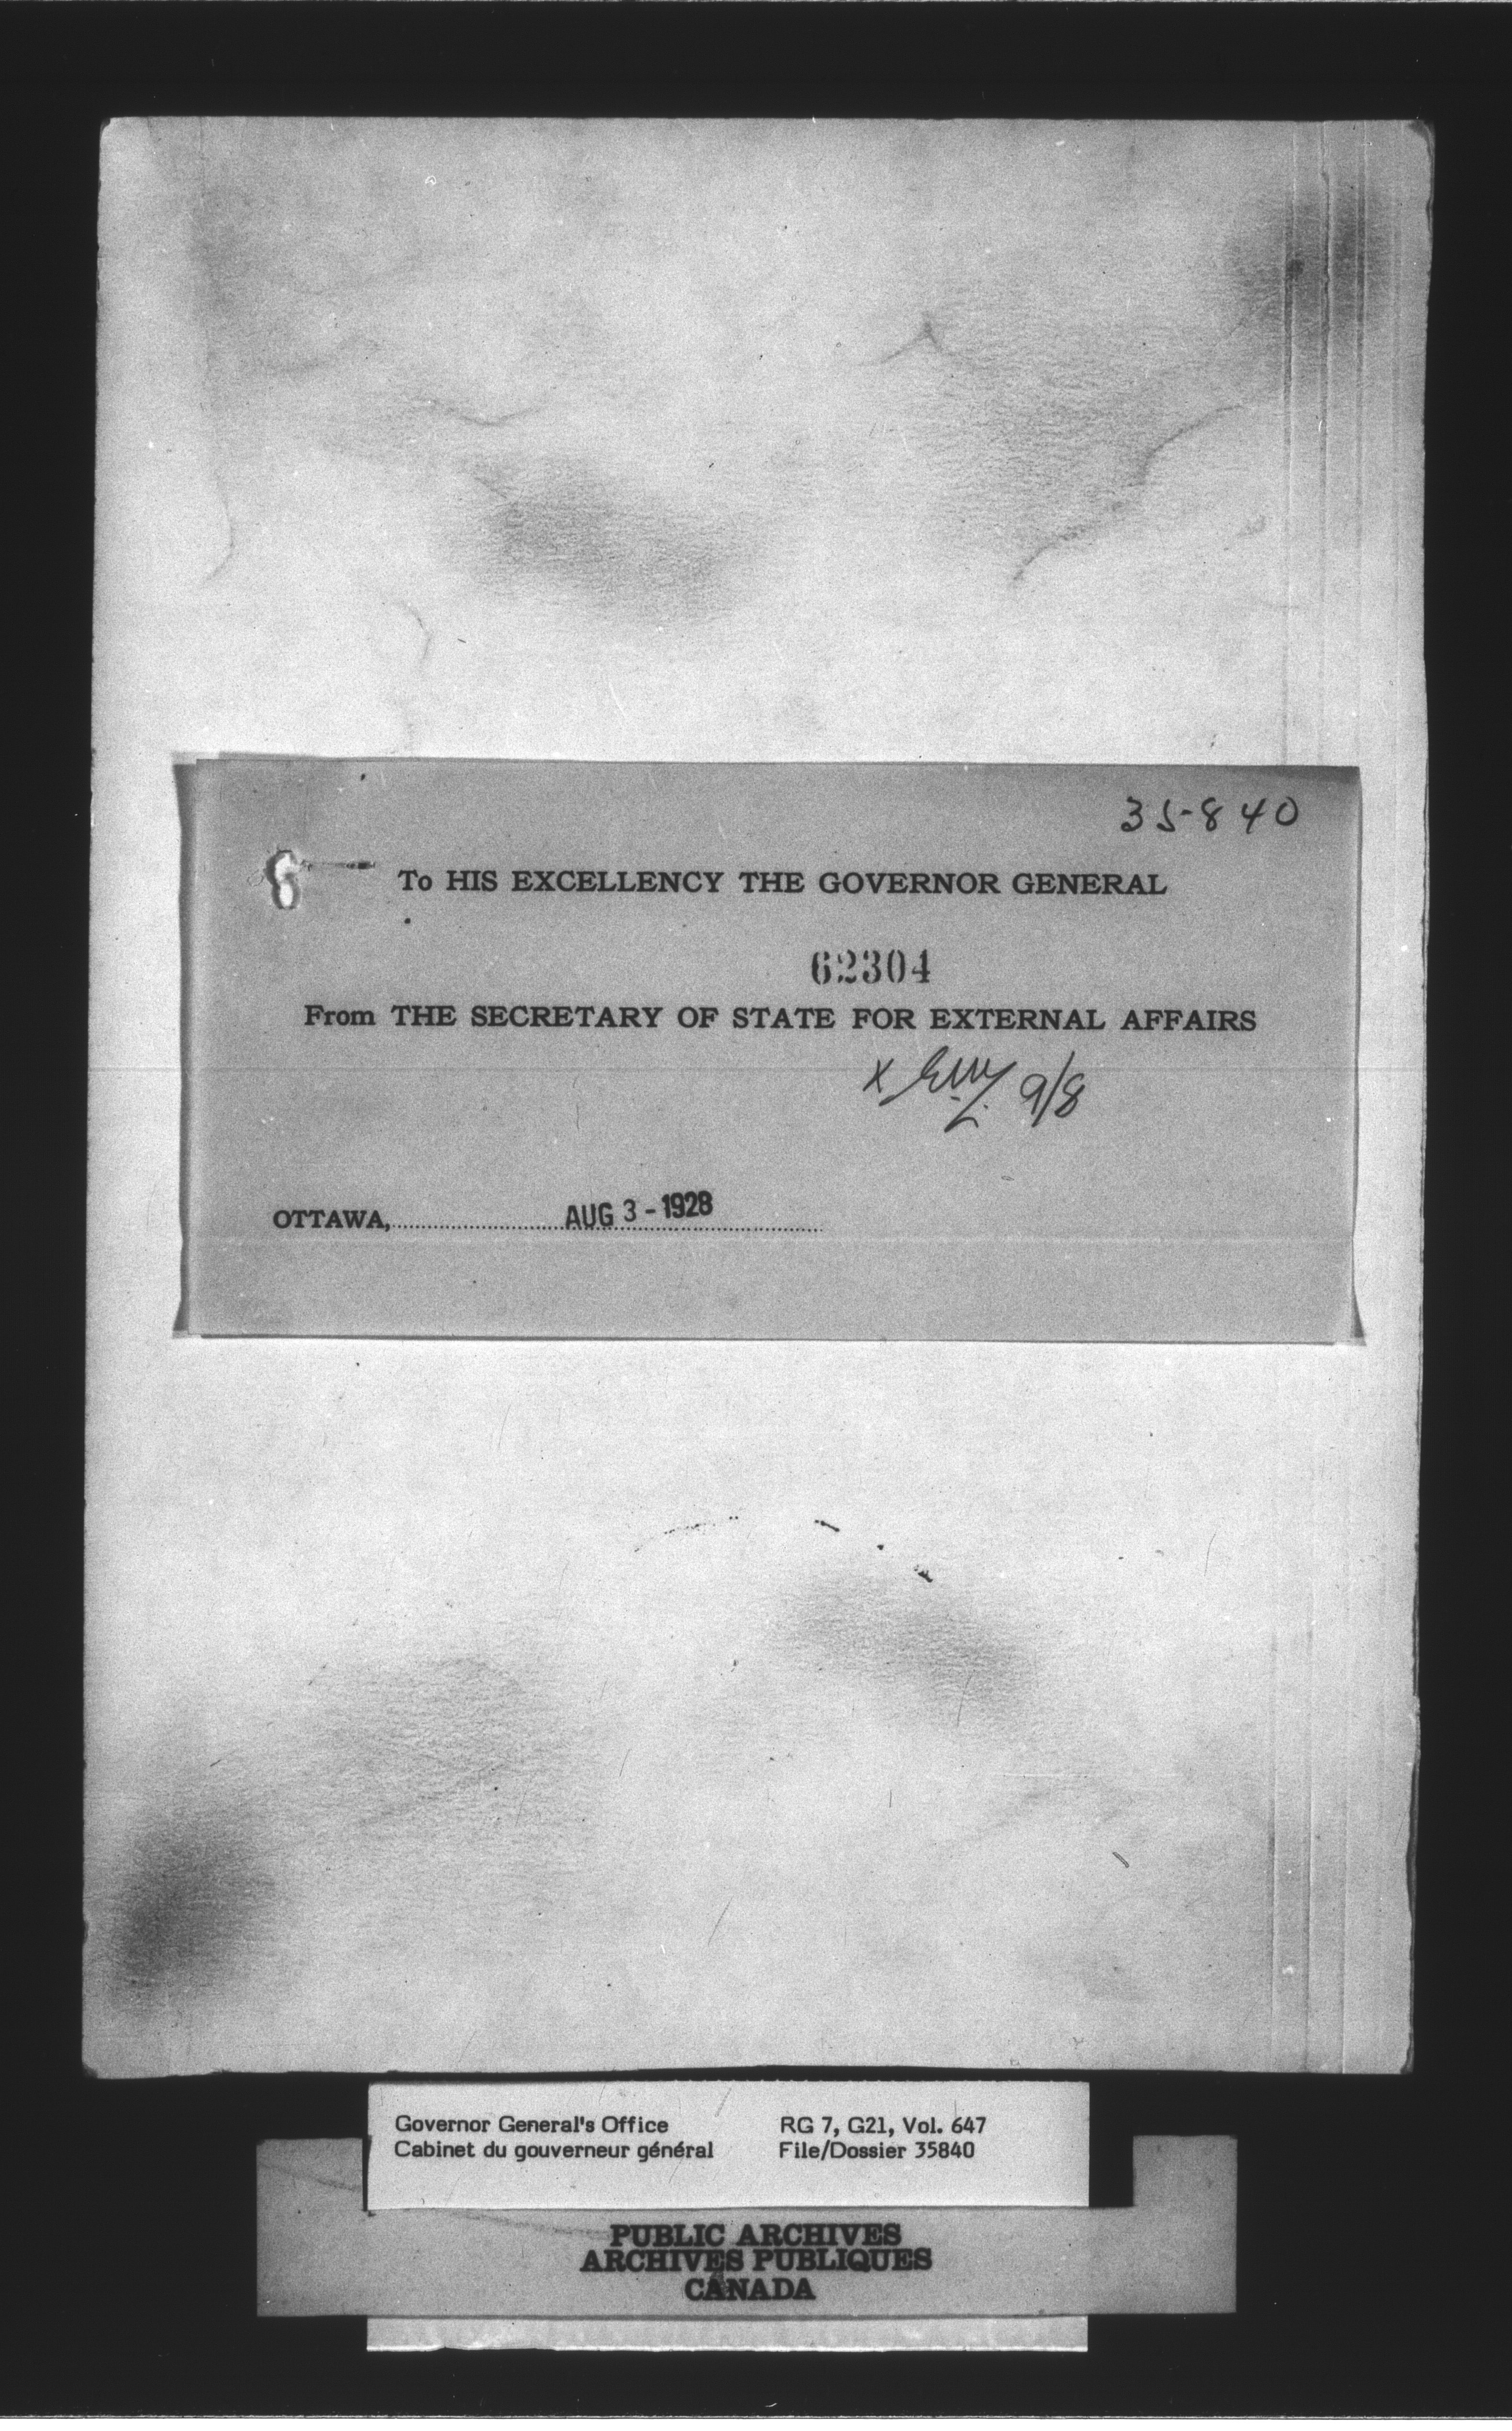 35840
To HIS EXCELLENCY THE GOVERNOR GENERAL
62304
From THE SECRETARY OF STATE FOR EXTERNAL AFFAIRS
x 9/8
OTTAWA, AUG 3 - 1928
Governor General's Office RG 7, G21, Vol. 647
Cabinet du gouverneur général File/Dossier 35840
PUBLIC ARCHIVES
ARCHIVES PUBLIQUES
CANADA